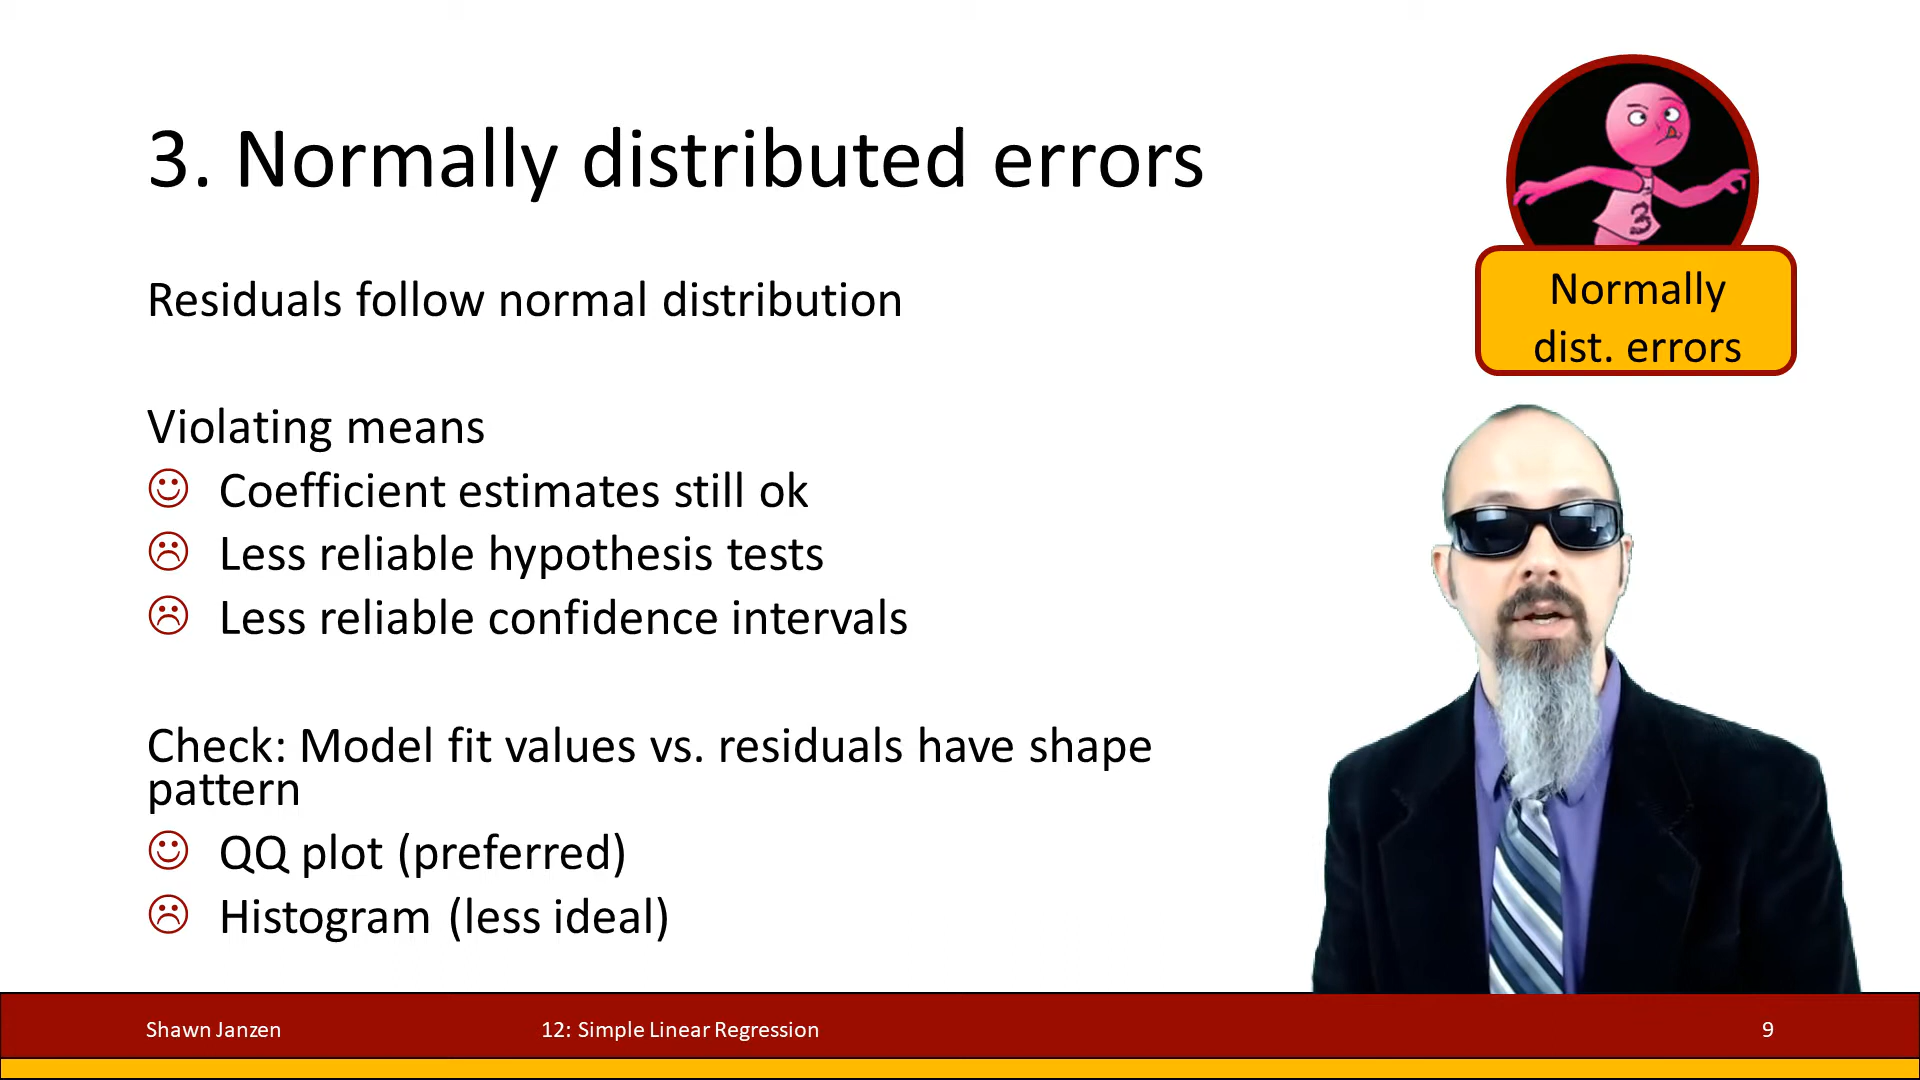 3. Normally distributed errors
3
Normally
dist. errors
Residuals follow normal distribution
Violating means
Coefficient estimates still ok
Less reliable hypothesis tests
Less reliable confidence intervals
Check: Model fit values vs. residuals have shape
pattern
QQ plot (preferred)
Histogram (less ideal)
Shawn Janzen
12: Simple Linear Regression
9